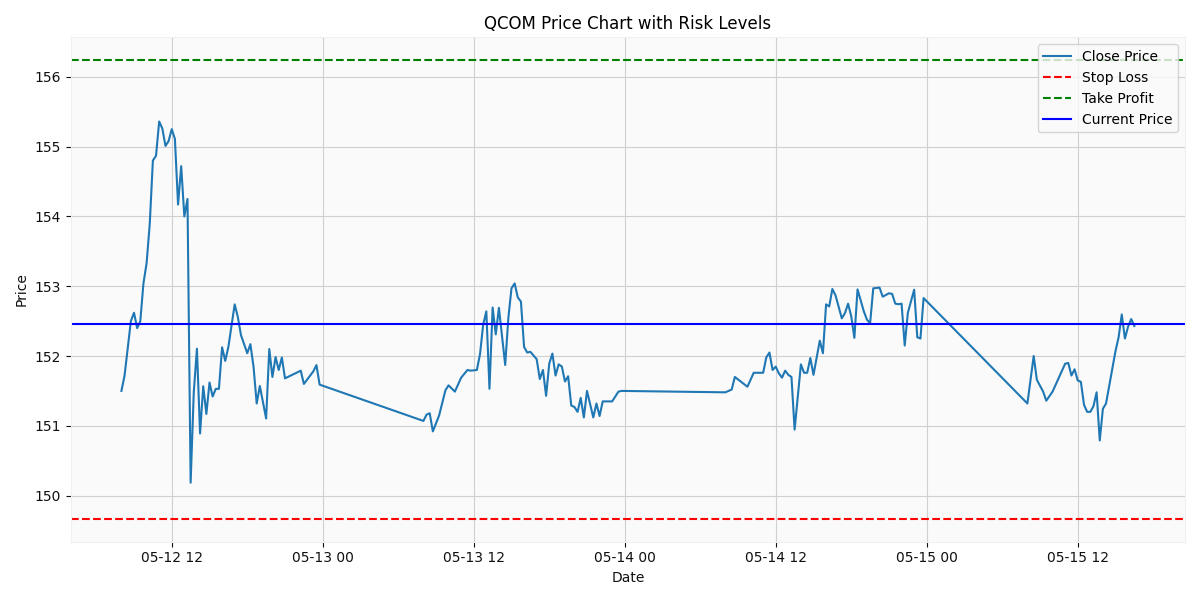 QCOM Price Chart with Risk Levels
Close Price
Stop Loss
Take Profit
Current Price
156
155
154
153
152
151
150
Price
05-12 12
05-13 00
05-13 12
05-14 00
05-14 12
05-15 00
05-15 12
Date